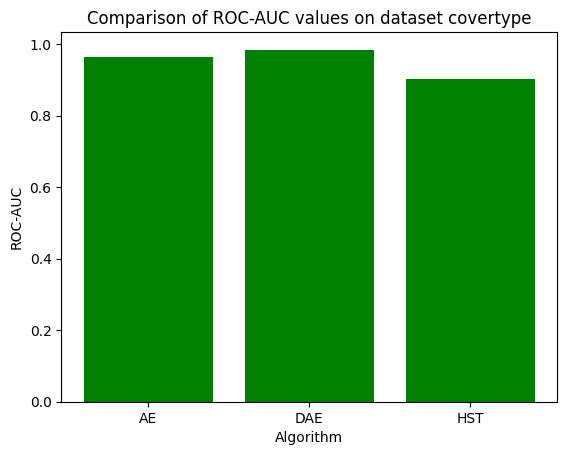 Comparison of ROC-AUC values on dataset covertype
1.0
0.8
0.6
0.4
0.2
0.0
ROC-AUC
AE DAE HST
Algorithm